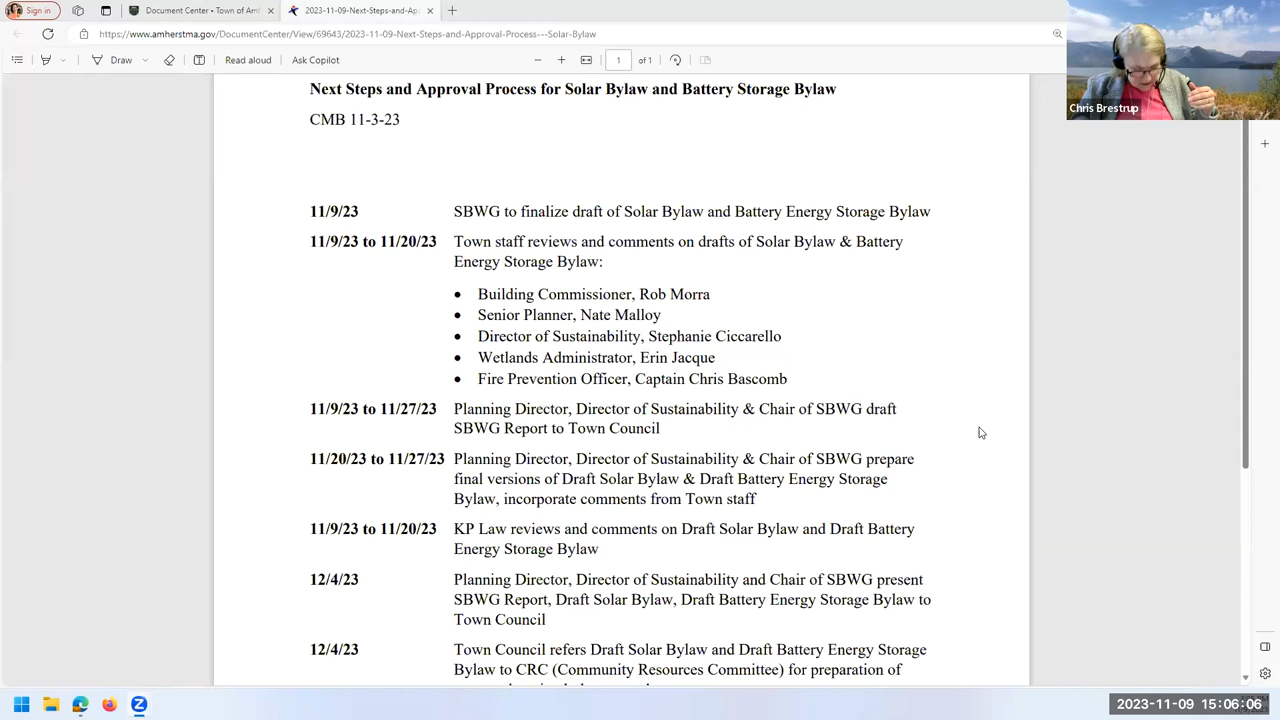 Sign in
Document Center • Town of Am
2023-11-09-Next-Steps-and-Ap
https://www.amherstma.gov/DocumentCenter/View/69643/2023-11-09-Next-Steps-and-Approval-Process---Solar-Bylaw
Draw
Read aloud
Ask Copilot
1 of 1
Chris Brestrup
Next Steps and Approval Process for Solar Bylaw and Battery Storage Bylaw
CMB 11-3-23
11/9/23 SBWG to finalize draft of Solar Bylaw and Battery Energy Storage Bylaw
11/9/23 to 11/20/23 Town staff reviews and comments on drafts of Solar Bylaw & Battery
Energy Storage Bylaw:
• Building Commissioner, Rob Morra
• Senior Planner, Nate Malloy
• Director of Sustainability, Stephanie Ciccarello
• Wetlands Administrator, Erin Jacque
• Fire Prevention Officer, Captain Chris Bascomb
11/9/23 to 11/27/23 Planning Director, Director of Sustainability & Chair of SBWG draft
SBWG Report to Town Council
11/20/23 to 11/27/23 Planning Director, Director of Sustainability & Chair of SBWG prepare
final versions of Draft Solar Bylaw & Draft Battery Energy Storage
Bylaw, incorporate comments from Town staff
11/9/23 to 11/20/23 KP Law reviews and comments on Draft Solar Bylaw and Draft Battery
Energy Storage Bylaw
12/4/23 Planning Director, Director of Sustainability and Chair of SBWG present
SBWG Report, Draft Solar Bylaw, Draft Battery Energy Storage Bylaw to
Town Council
12/4/23 Town Council refers Draft Solar Bylaw and Draft Battery Energy Storage
Bylaw to CRC (Community Resources Committee) for preparation of
2023-11-09 15:06:06